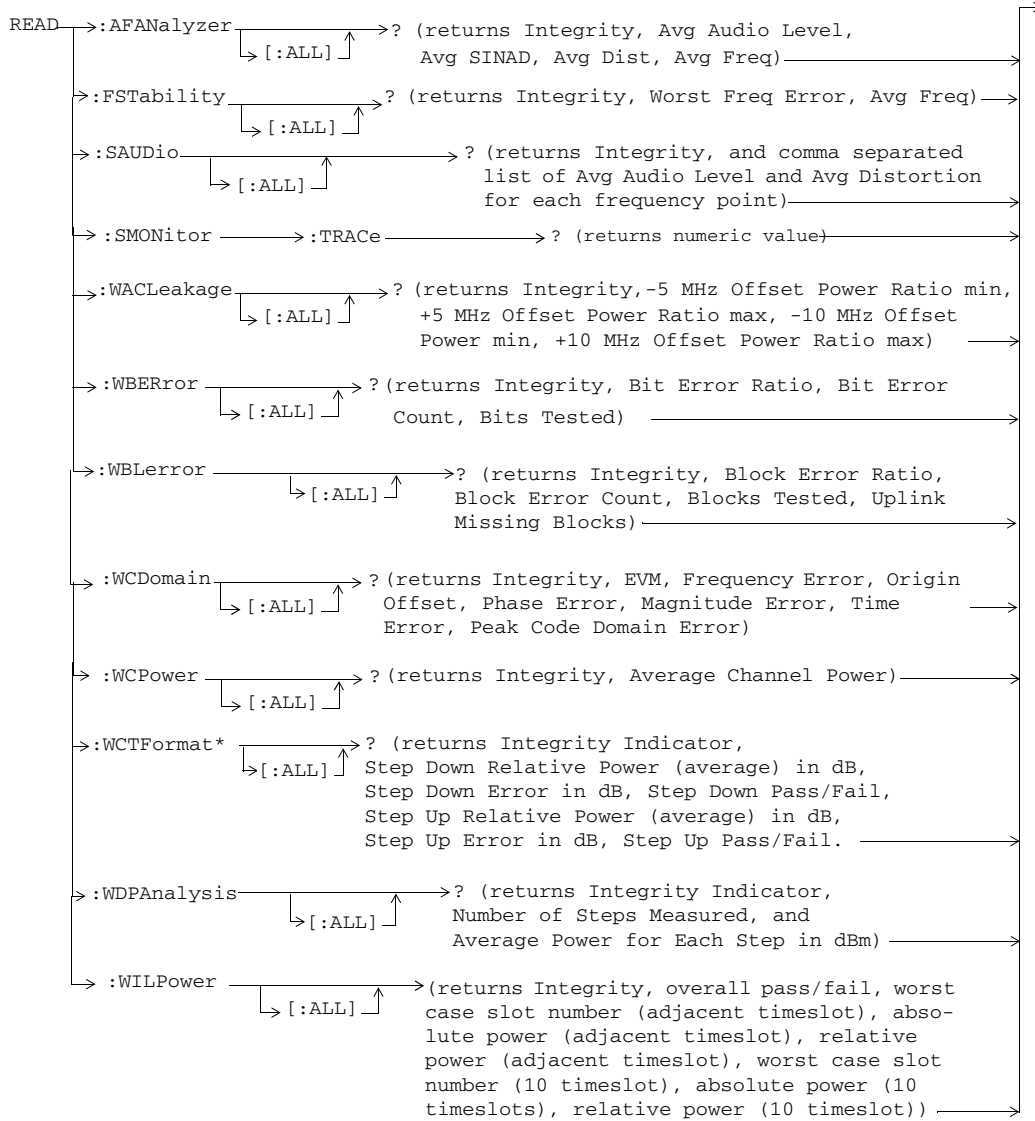 READ :AFANalyzer ? (returns Integrity, Avg Audio Level,
[:ALL] Avg SINAD, Avg Dist, Avg Freq)
:FSTability ? (returns Integrity, Worst Freq Error, Avg Freq)
[:ALL]
:SAUDio ? (returns Integrity, and comma separated
[:ALL] list of Avg Audio Level and Avg Distortion
for each frequency point)
:SMONitor :TRACe ? (returns numeric value)
:WACLeakage ? (returns Integrity,-5 MHz Offset Power Ratio min,
[:ALL] +5 MHz Offset Power Ratio max, -10 MHz Offset
Power min, +10 MHz Offset Power Ratio max)
:WBERror ? (returns Integrity, Bit Error Ratio, Bit Error
[:ALL] Count, Bits Tested)
:WBLerror ? (returns Integrity, Block Error Ratio,
[:ALL] Block Error Count, Blocks Tested, Uplink
Missing Blocks)
:WCDomain ? (returns Integrity, EVM, Frequency Error, Origin
[:ALL] Offset, Phase Error, Magnitude Error, Time
Error, Peak Code Domain Error)
:WCPower ? (returns Integrity, Average Channel Power)
[:ALL]
:WCTFormat* ? (returns Integrity Indicator,
[:ALL] Step Down Relative Power (average) in dB,
Step Down Error in dB, Step Down Pass/Fail,
Step Up Relative Power (average) in dB,
Step Up Error in dB, Step Up Pass/Fail.
:WDPAnalysis ? (returns Integrity Indicator,
[:ALL] Number of Steps Measured, and
Average Power for Each Step in dBm)
:WILPower (returns Integrity, overall pass/fail, worst
[:ALL] case slot number (adjacent timeslot), abso-
lute power (adjacent timeslot), relative
power (adjacent timeslot), worst case slot
number (10 timeslot), absolute power (10
timeslots), relative power (10 timeslot))